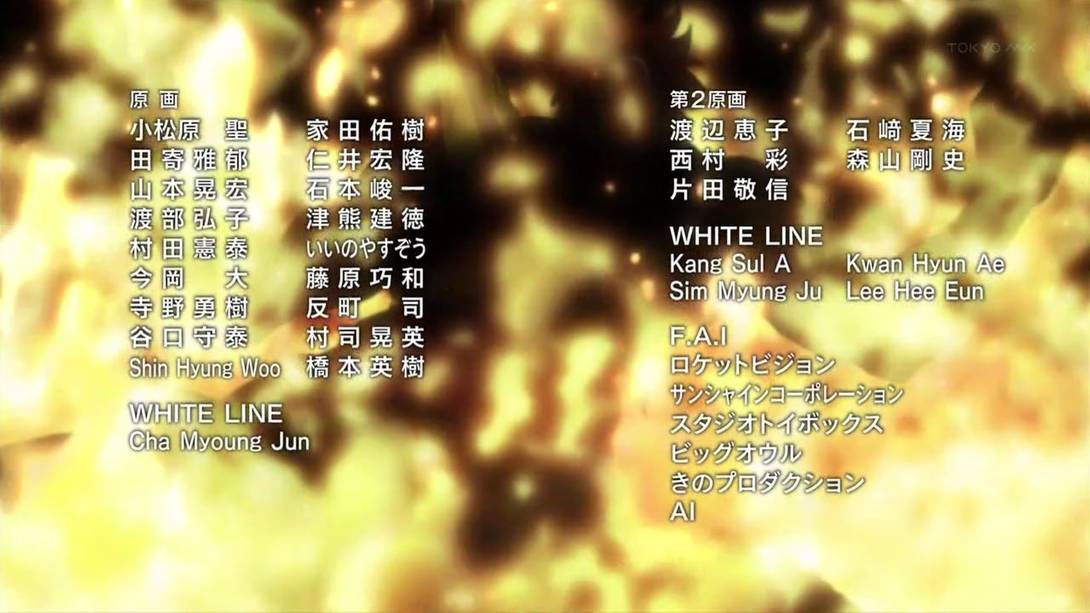 TOKYO MX
原画
小松原 聖 家田佑樹
田寄雅郁 仁井宏隆
山本晃宏 石本峻一
渡部弘子 津熊建徳
村田憲泰 いいのやすぞう
今岡 大 藤原巧和
寺野勇樹 反町 司
谷口守泰 村司晃英
Shin Hyung Woo 橋本英樹
WHITE LINE
Cha Myoung Jun
第2原画
渡辺恵子 石﨑夏海
西村 彩 森山剛史
片田敬信
WHITE LINE
Kang Sul A Kwan Hyun Ae
Sim Myung Ju Lee Hee Eun
F.A.I
ロケットビジョン
サンシャインコーポレーション
スタジオトイボックス
ビッグオウル
きのプロダクション
AI